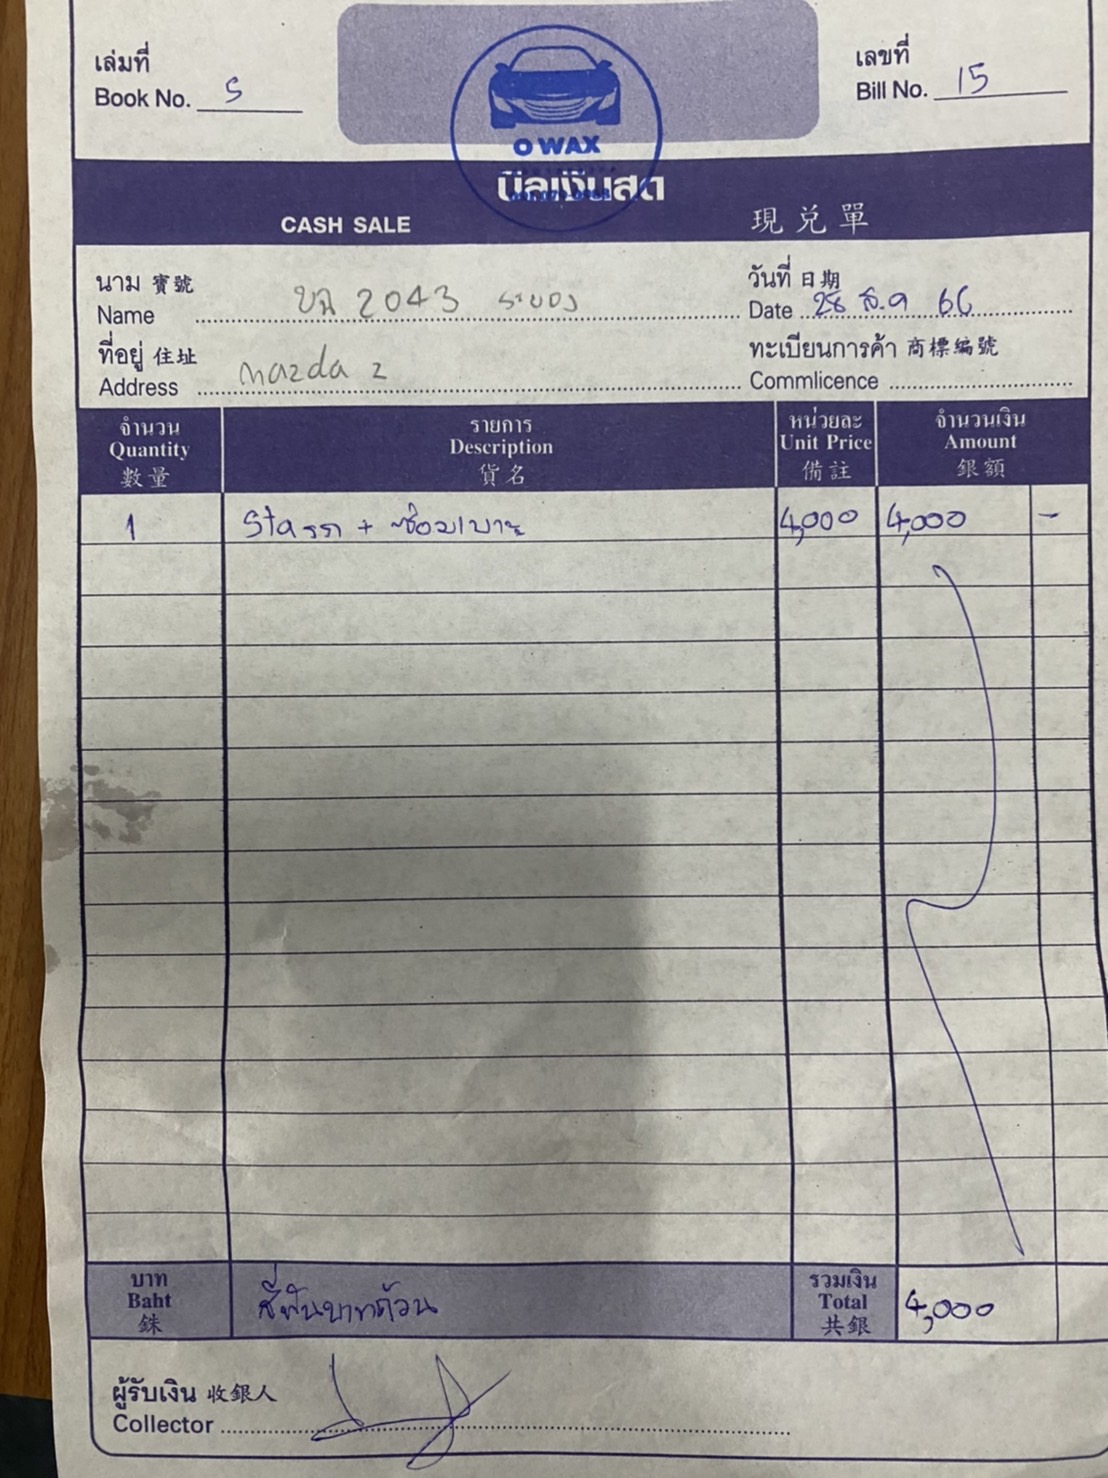 เล่มที่
Book No. 5
เลขที่
Bill No. 15
O WAX
บิลเงินสด
CASH SALE
現兑單
นาม 寶號
Name 2043 ระยอง
วันที่ 日期
Date 28 ธ.ค 66
ที่อยู่ 住址
Address mazda 2
ทะเบียนการค้า 商標編號
Commlicence
จำนวน
Quantity
數量
รายการ
Description
貨名
หน่วยละ
Unit Price
備註
จำนวนเงิน
Amount
銀額
1 + ซ่อมเบาะ 4,000 4,000 -
บาท
Baht
銖
สี่พันบาทถ้วน
รวมเงิน
Total
共銀
4,000
ผู้รับเงิน 收銀人
Collector